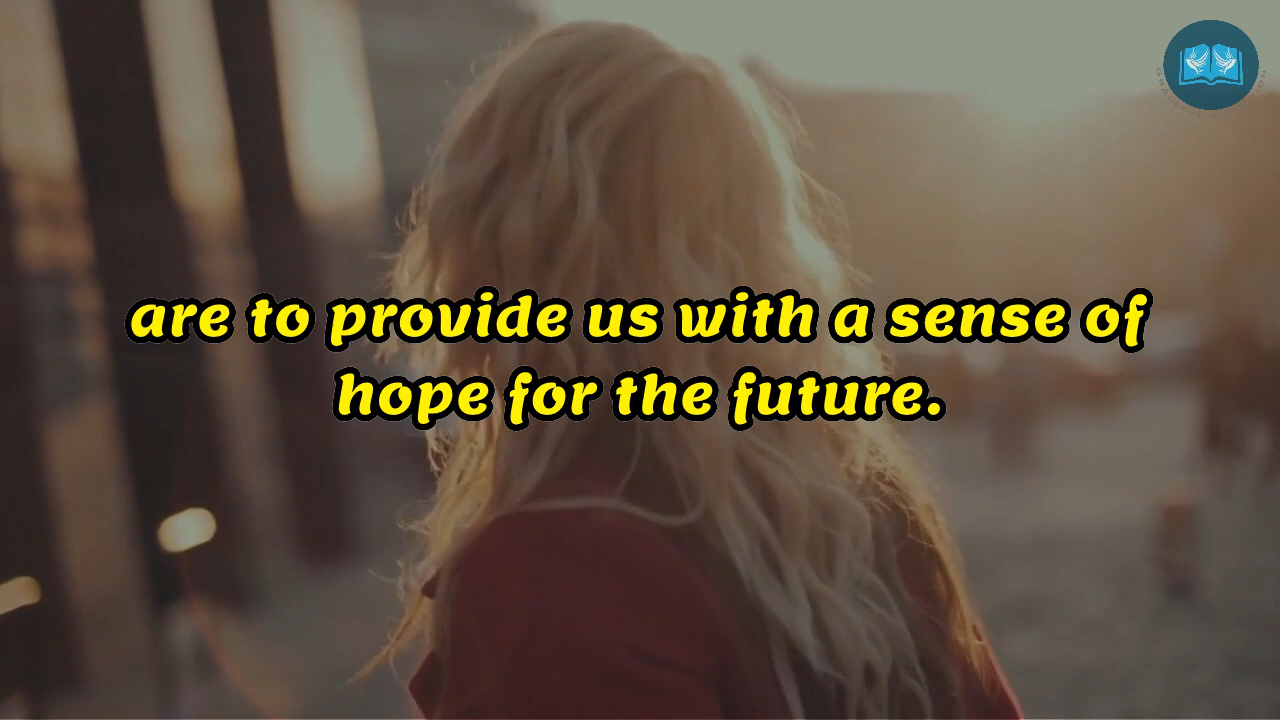 are to provide us with a sense of
hope for the future.